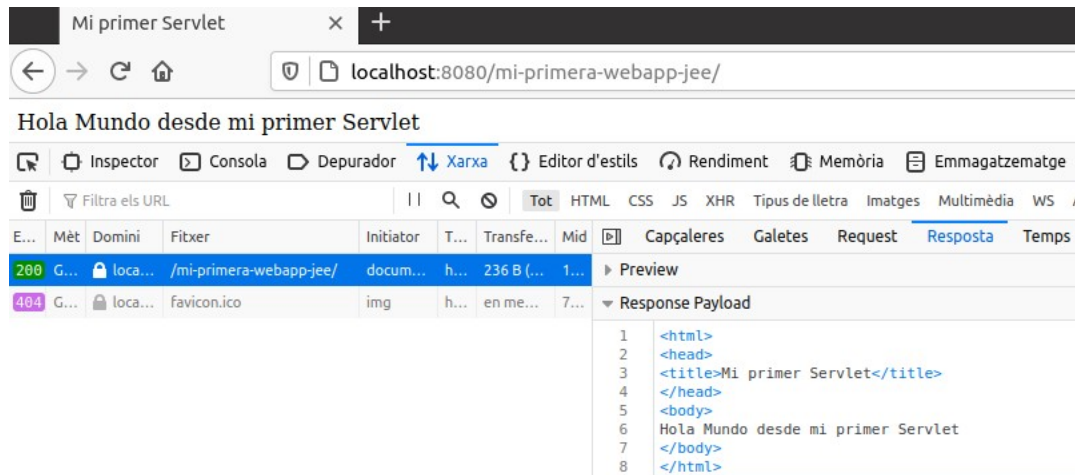 Mi primer Servlet
localhost:8080/mi-primera-webapp-jee/
Hola Mundo desde mi primer Servlet
Inspector Consola Depurador Xarxa {} Editor d'estils Rendiment Memòria Emmagatzematge
Filtra els URL Tot HTML CSS JS XHR Tipus de lletra Imatges Multimèdia WS
E... Mèt Domini Fitxer Initiator T... Transfe... Mid Capçaleres Galetes Request Resposta Temps
200 G... loca... /mi-primera-webapp-jee/ docum... h... 236 B (... 1... Preview
404 G... loca... favicon.ico img h... en me... 7... Response Payload
1 <html>
2 <head>
3 <title>Mi primer Servlet</title>
4 </head>
5 <body>
6 Hola Mundo desde mi primer Servlet
7 </body>
8 </html>